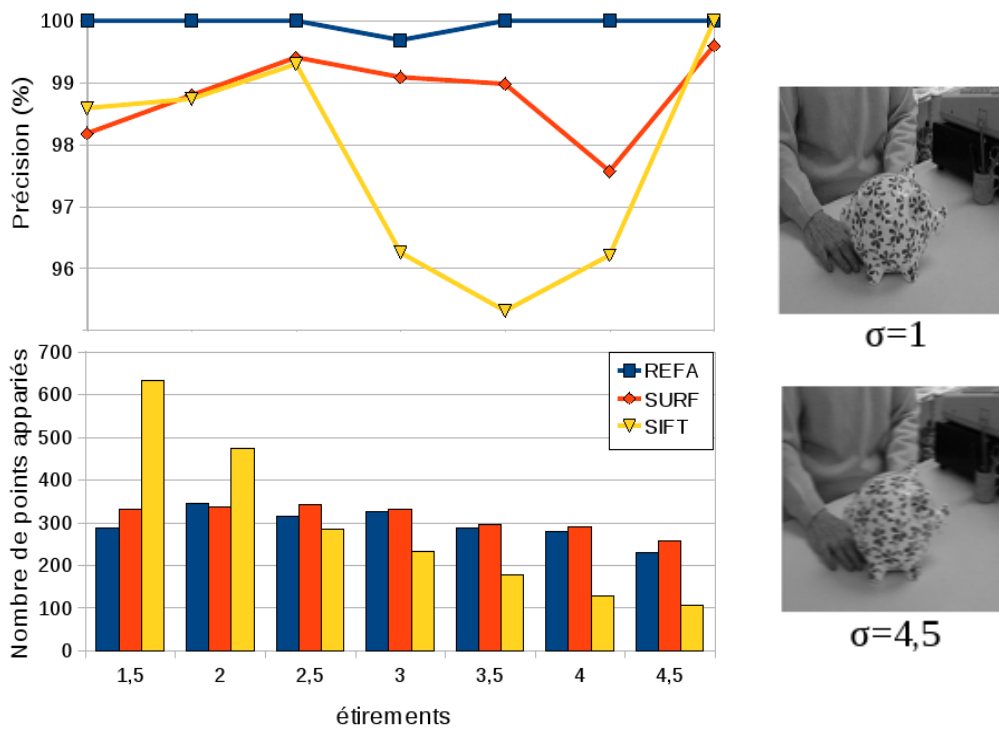 Précision (%)
100
99
98
97
96
Nombre de points appariés
700
600
500
400
300
200
100
0
REFA
SURF
SIFT
1,5 2 2,5 3 3,5 4 4,5
étirements
σ=1
σ=4,5